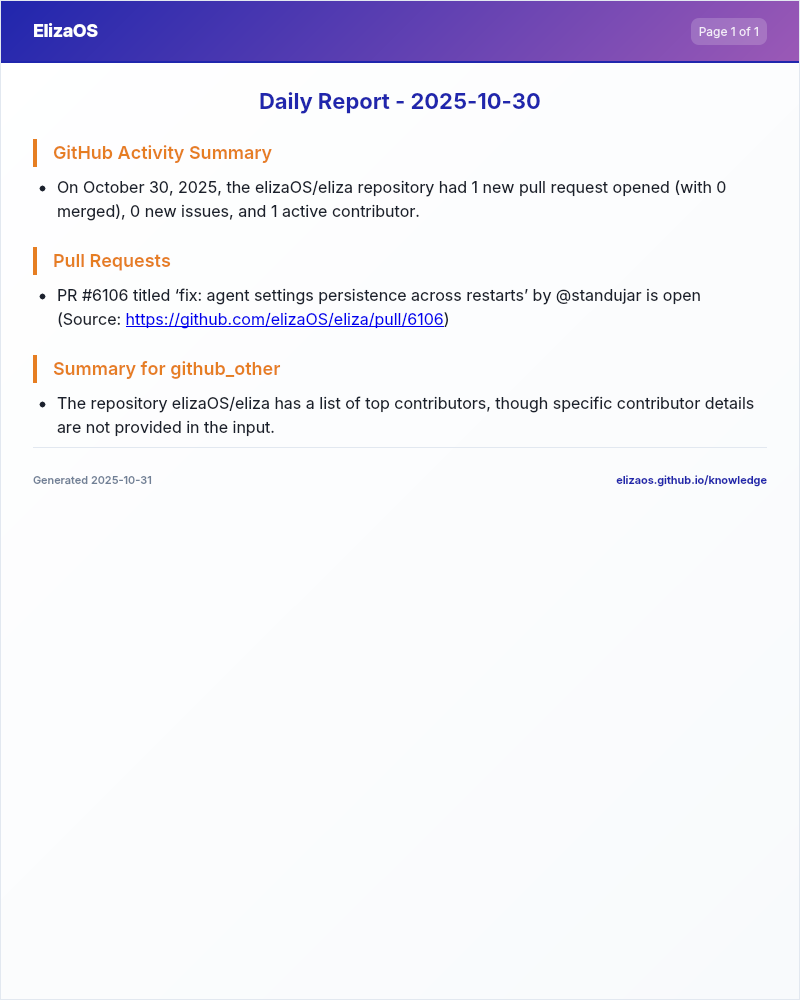 ElizaOS
Page 1 of 1
Daily Report - 2025-10-30
GitHub Activity Summary
• On October 30, 2025, the elizaOS/eliza repository had 1 new pull request opened (with 0
merged), 0 new issues, and 1 active contributor.
Pull Requests
• PR #6106 titled ‘fix: agent settings persistence across restarts’ by @standujar is open
(Source: https://github.com/elizaOS/eliza/pull/6106)
Summary for github_other
• The repository elizaOS/eliza has a list of top contributors, though specific contributor details
are not provided in the input.
Generated 2025-10-31
elizaos.github.io/knowledge